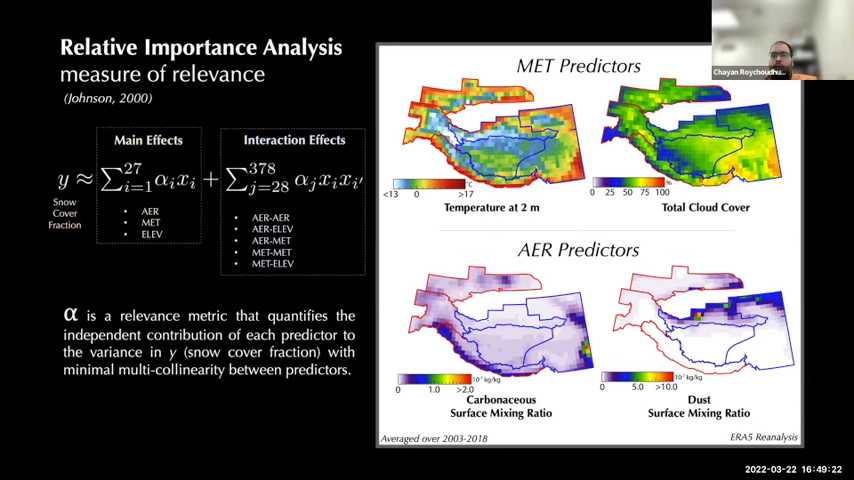 Relative Importance Analysis
measure of relevance
(Johnson, 2000)
Main Effects
Interaction Effects
y ≈ ∑²⁷ᵢ₌₁ αᵢxᵢ + ∑³⁷⁸ⱼ₌₂₈ αⱼxᵢxᵢ′
Snow
Cover
Fraction
• AER
• MET
• ELEV
• AER-AER
• AER-ELEV
• AER-MET
• MET-MET
• MET-ELEV
α is a relevance metric that quantifies the
independent contribution of each predictor to
the variance in y (snow cover fraction) with
minimal multi-collinearity between predictors.
MET Predictors
°C
<13 0 >17
Temperature at 2 m
%
0 25 50 75 100
Total Cloud Cover
AER Predictors
10⁻⁷ kg/kg
0 1.0 >2.0
Carbonaceous
Surface Mixing Ratio
10⁻⁷ kg/kg
0 5.0 >10.0
Dust
Surface Mixing Ratio
Averaged over 2003-2018
ERA5 Reanalysis
Chayan Roychoudhu...
2022-03-22 16:49:22